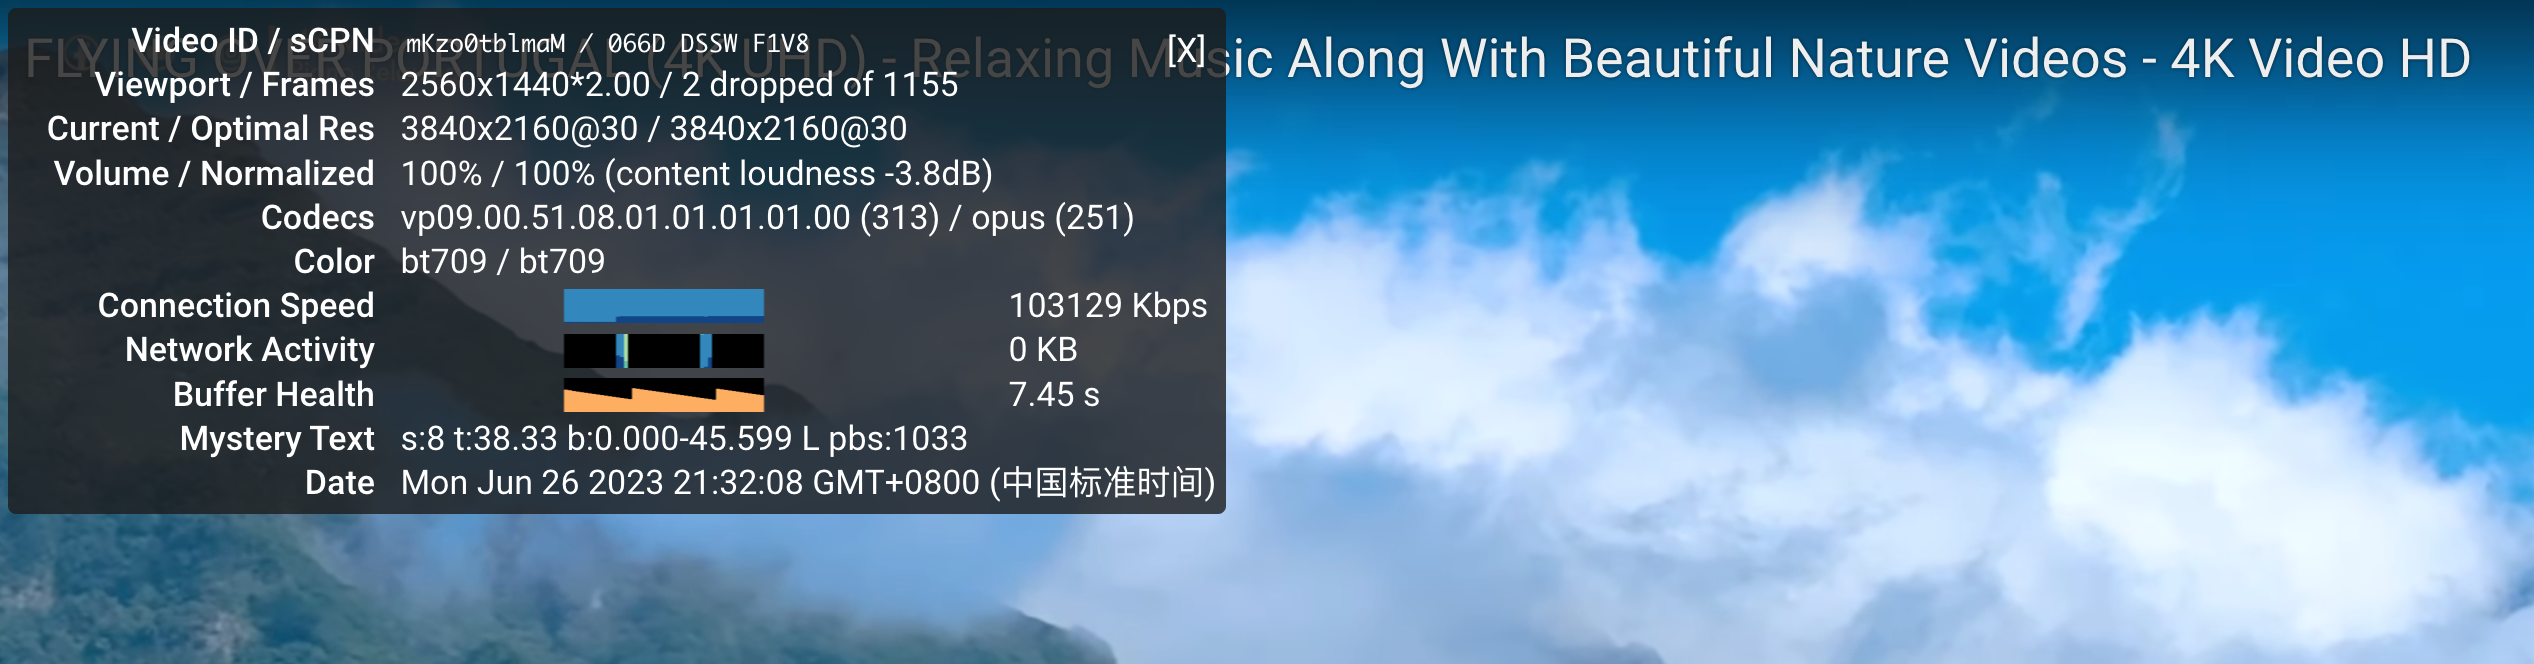 FLYING OVER PORTUGAL (4K UHD) - Relaxing Music Along With Beautiful Nature Videos - 4K Video HD
Video ID / sCPN mKzo0tblmaM / 066D DSSW F1V8 [X]
Viewport / Frames 2560x1440*2.00 / 2 dropped of 1155
Current / Optimal Res 3840x2160@30 / 3840x2160@30
Volume / Normalized 100% / 100% (content loudness -3.8dB)
Codecs vp09.00.51.08.01.01.01.01.00 (313) / opus (251)
Color bt709 / bt709
Connection Speed 103129 Kbps
Network Activity 0 KB
Buffer Health 7.45 s
Mystery Text s:8 t:38.33 b:0.000-45.599 L pbs:1033
Date Mon Jun 26 2023 21:32:08 GMT+0800 (中国标准时间)